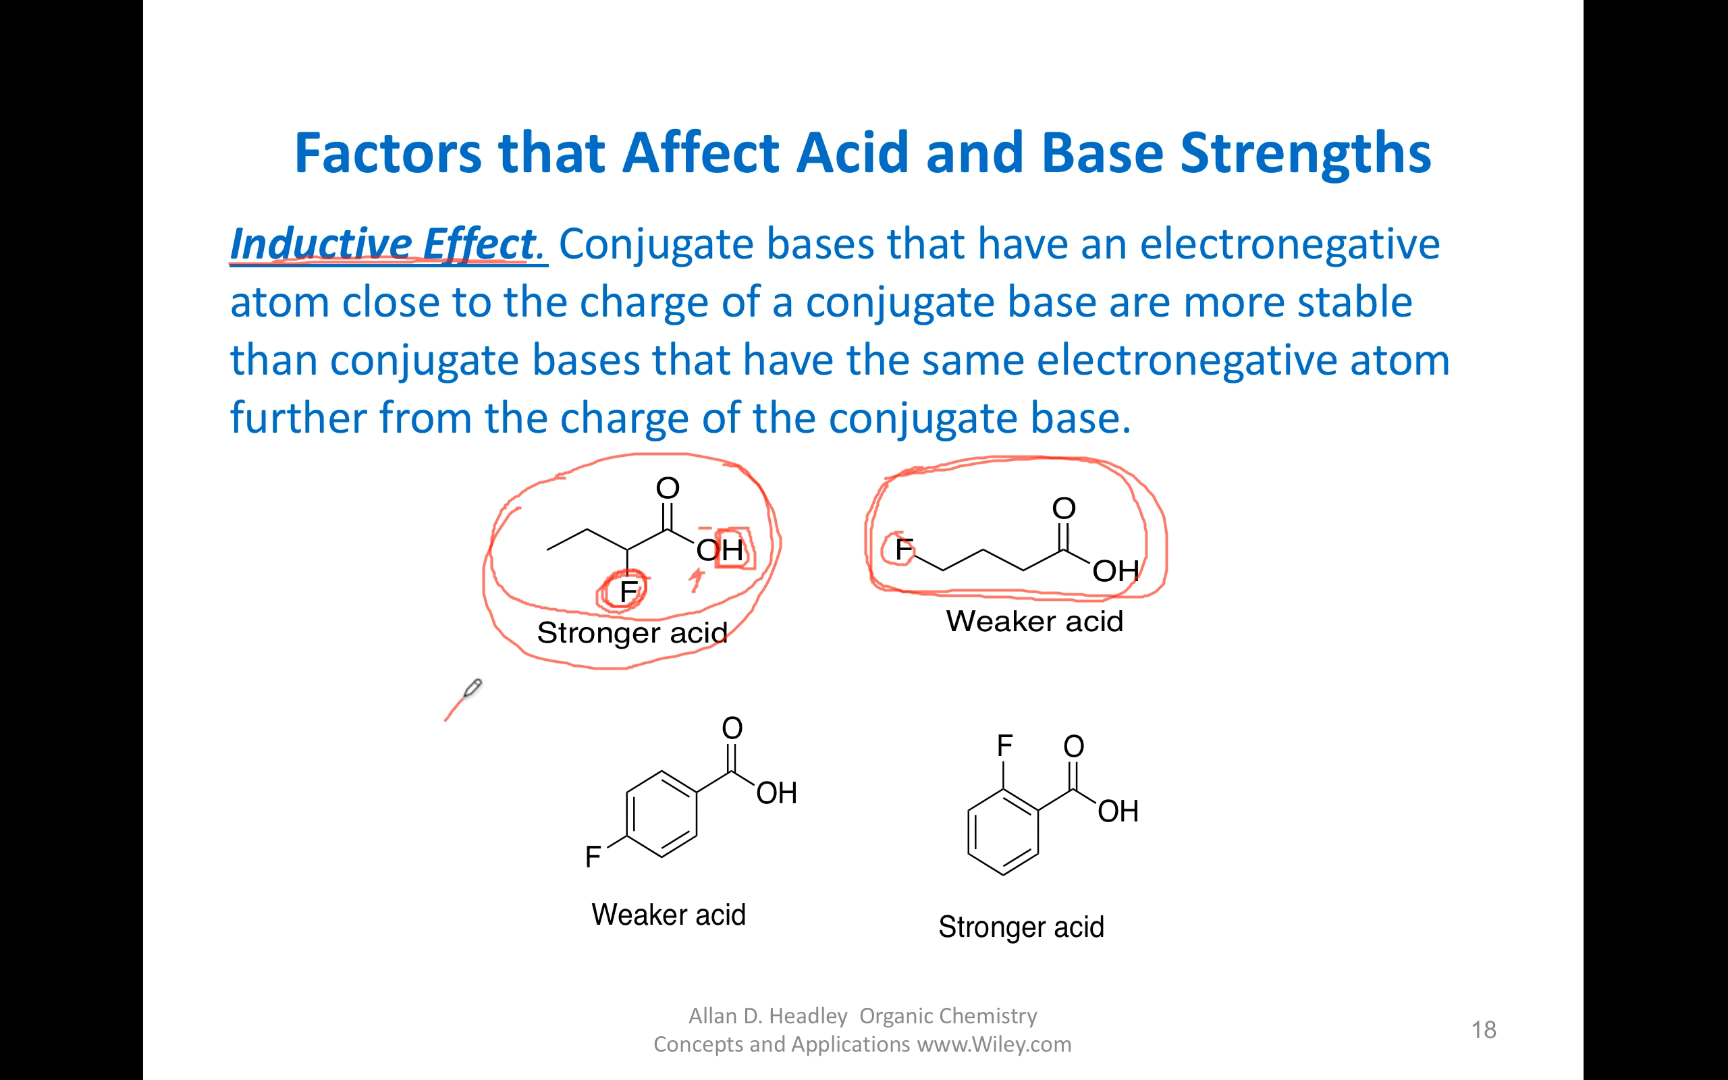 Factors that Affect Acid and Base Strengths
Inductive Effect. Conjugate bases that have an electronegative
atom close to the charge of a conjugate base are more stable
than conjugate bases that have the same electronegative atom
further from the charge of the conjugate base.
O
OH
F
Stronger acid
O
F
OH
Weaker acid
O
OH
F
Weaker acid
F O
OH
Stronger acid
Allan D. Headley Organic Chemistry
Concepts and Applications www.Wiley.com
18